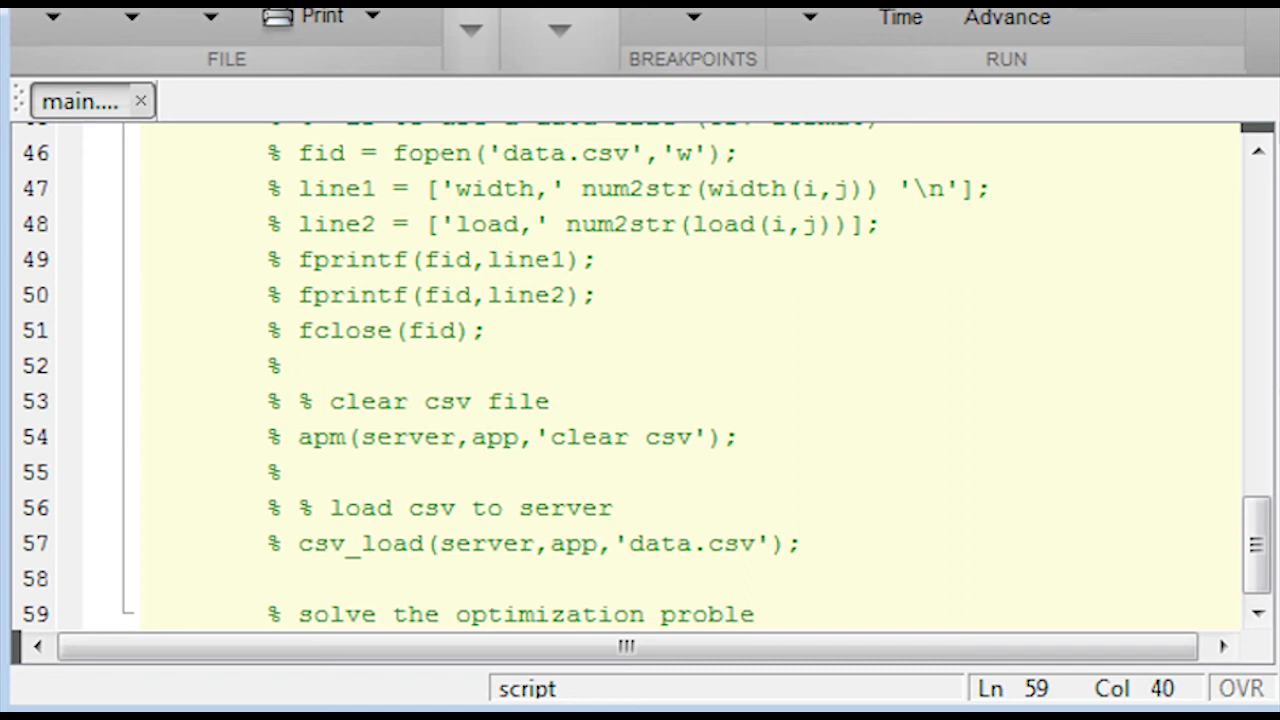 Print
Time Advance
FILE BREAKPOINTS RUN
main.... ×
46 % fid = fopen('data.csv','w');
47 % line1 = ['width,' num2str(width(i,j)) '\n'];
48 % line2 = ['load,' num2str(load(i,j))];
49 % fprintf(fid,line1);
50 % fprintf(fid,line2);
51 % fclose(fid);
52 %
53 % % clear csv file
54 % apm(server,app,'clear csv');
55 %
56 % % load csv to server
57 % csv_load(server,app,'data.csv');
58
59 % solve the optimization proble
script Ln 59 Col 40 OVR